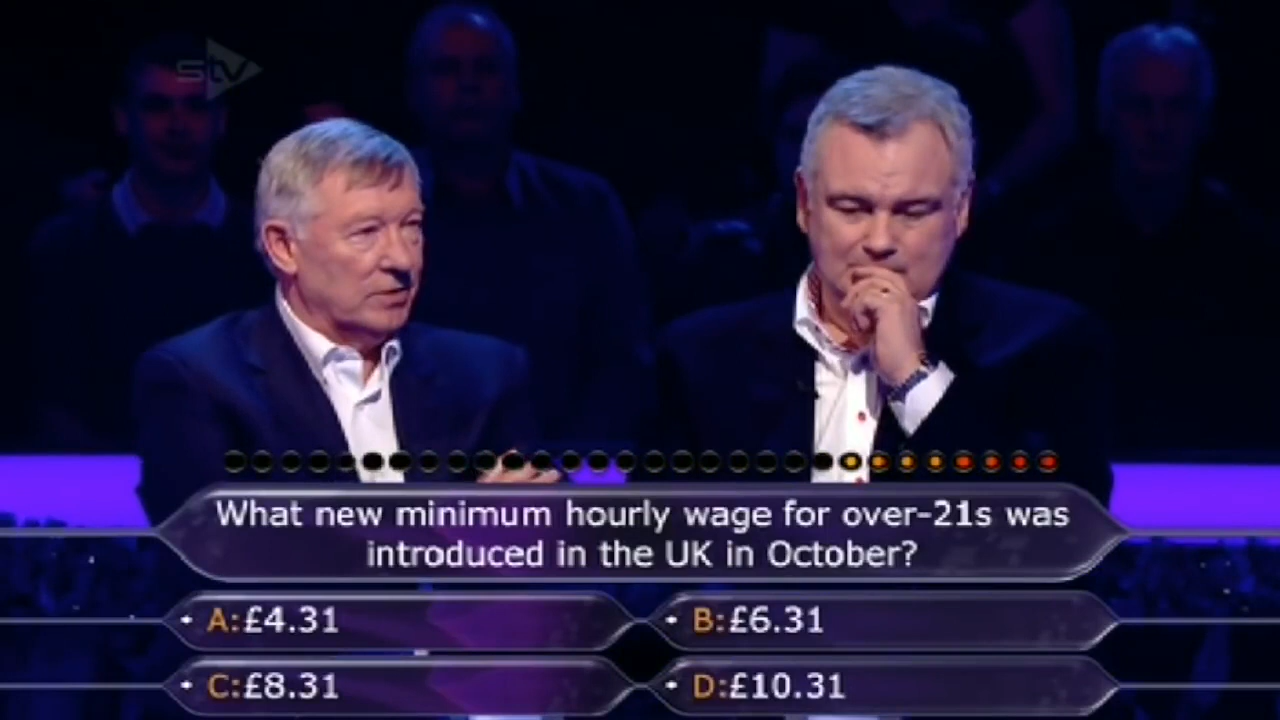 stv
What new minimum hourly wage for over-21s was
introduced in the UK in October?
A:£4.31
B:£6.31
C:£8.31
D:£10.31